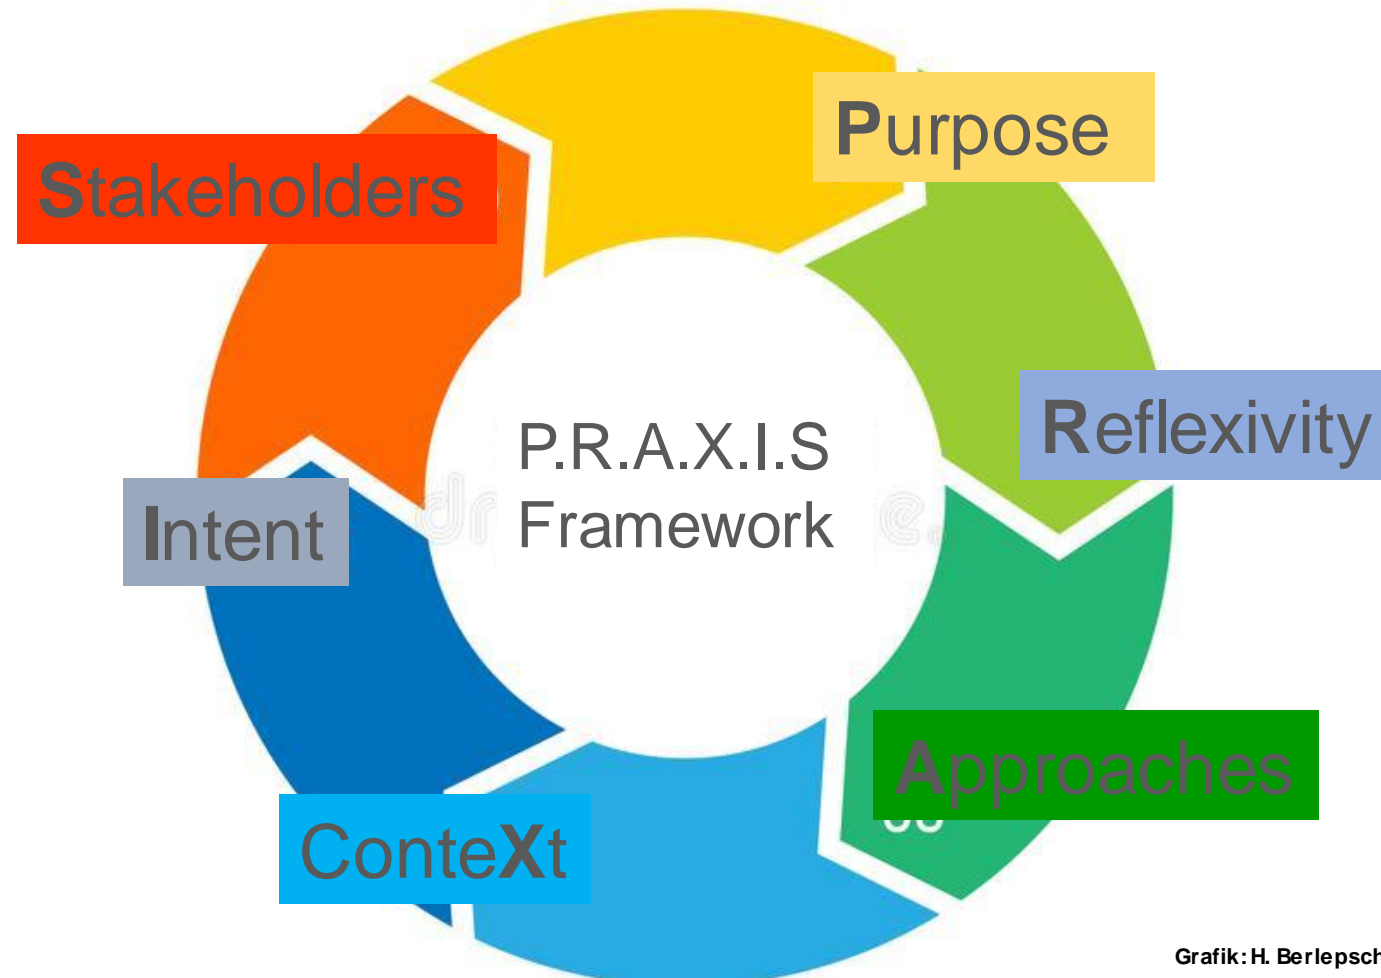 Purpose
Stakeholders
Reflexivity
P.R.A.X.I.S
Framework
Intent
Approaches
ConteXt
Grafik: H. Berlepsch